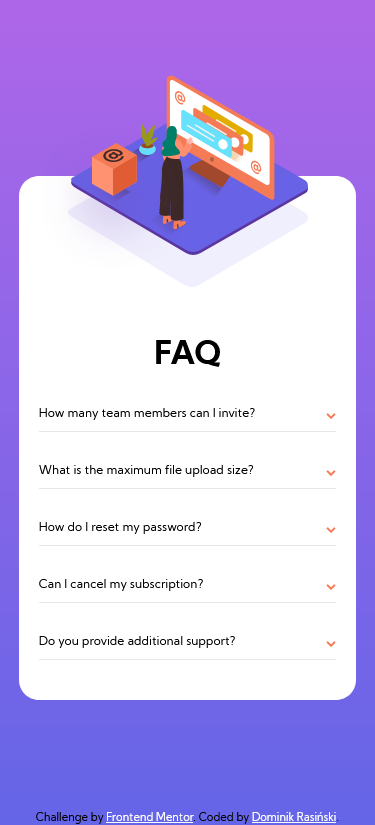 @
@
@
FAQ
How many team members can I invite?
What is the maximum file upload size?
How do I reset my password?
Can I cancel my subscription?
Do you provide additional support?
Challenge by Frontend Mentor. Coded by Dominik Rasiński.